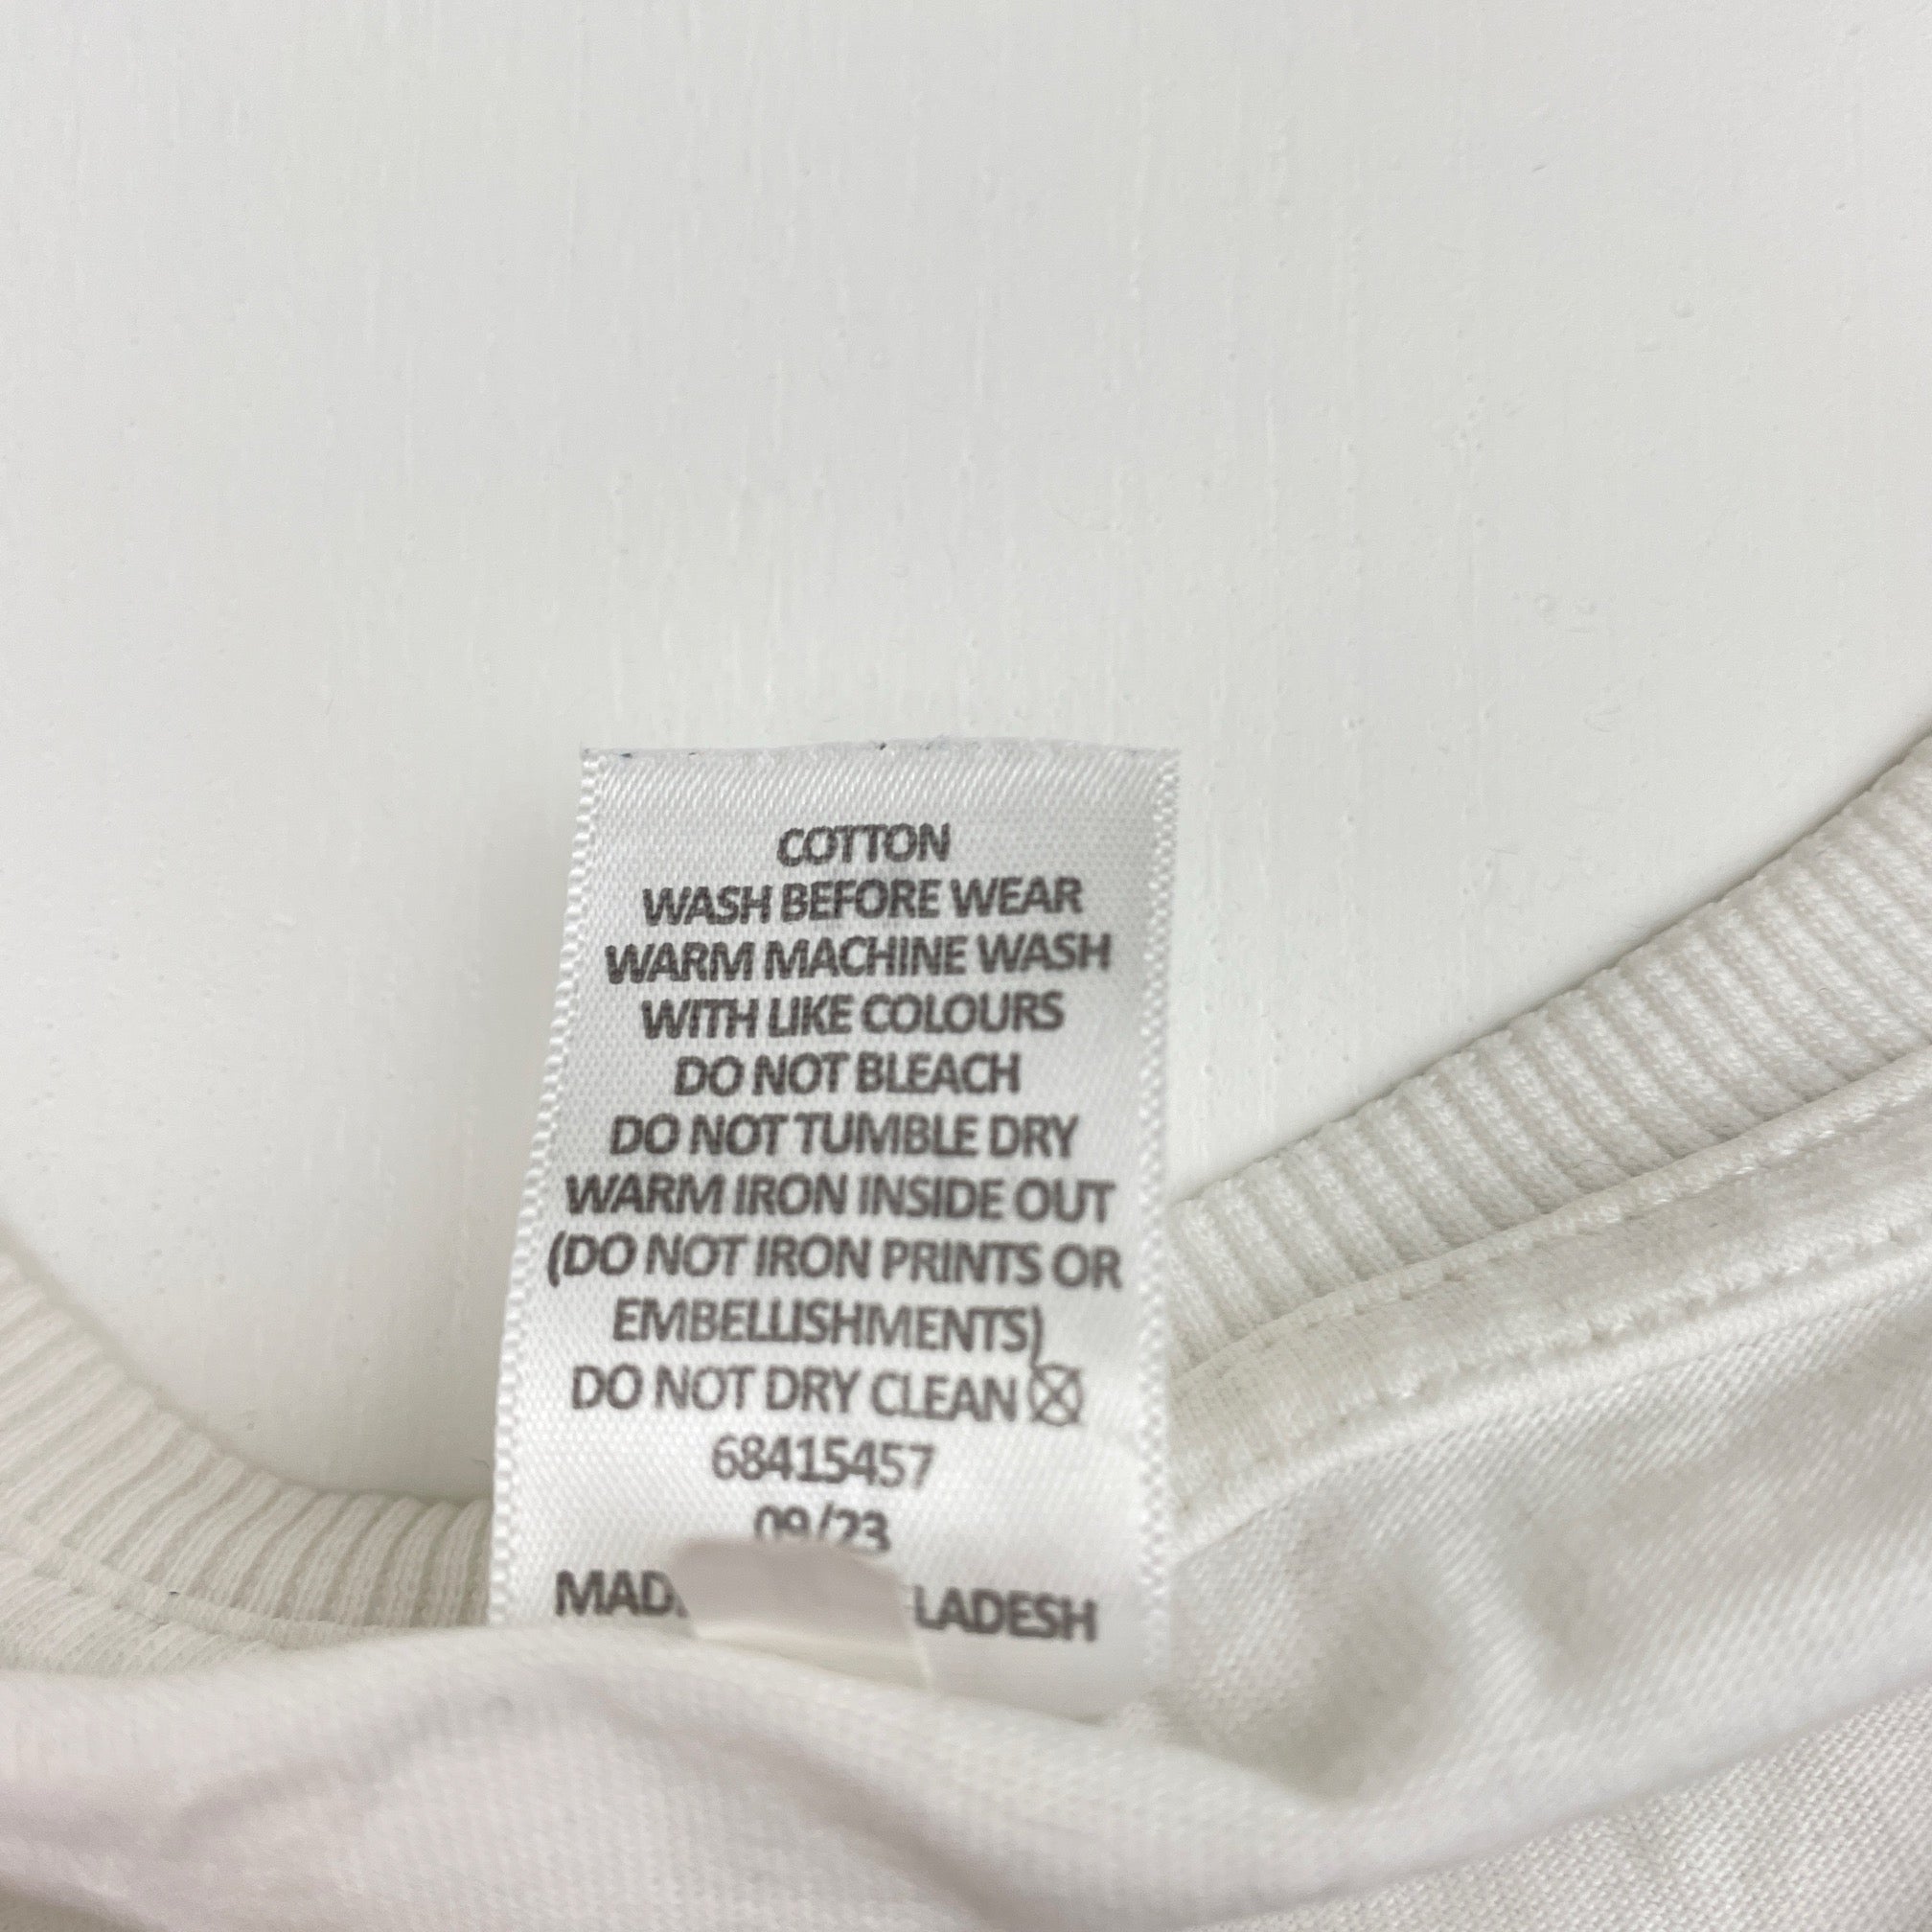 COTTON
WASH BEFORE WEAR
WARM MACHINE WASH
WITH LIKE COLOURS
DO NOT BLEACH
DO NOT TUMBLE DRY
WARM IRON INSIDE OUT
(DO NOT IRON PRINTS OR
EMBELLISHMENTS)
DO NOT DRY CLEAN
68415457
09/23
MAD LADESH